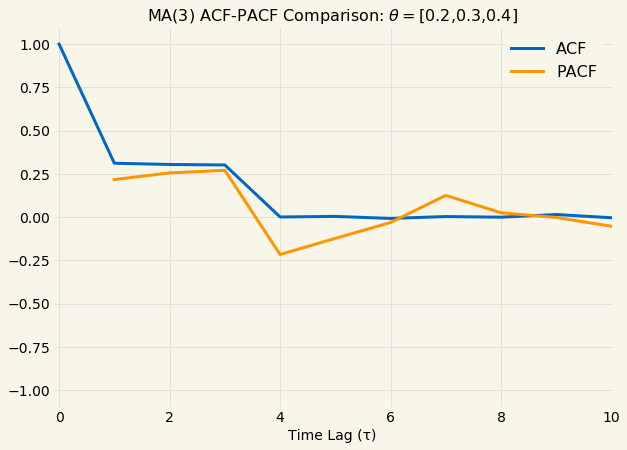 MA(3) ACF-PACF Comparison: θ = [0.2,0.3,0.4]
ACF
PACF
1.00
0.75
0.50
0.25
0.00
−0.25
−0.50
−0.75
−1.00
0 2 4 6 8 10
Time Lag (τ)